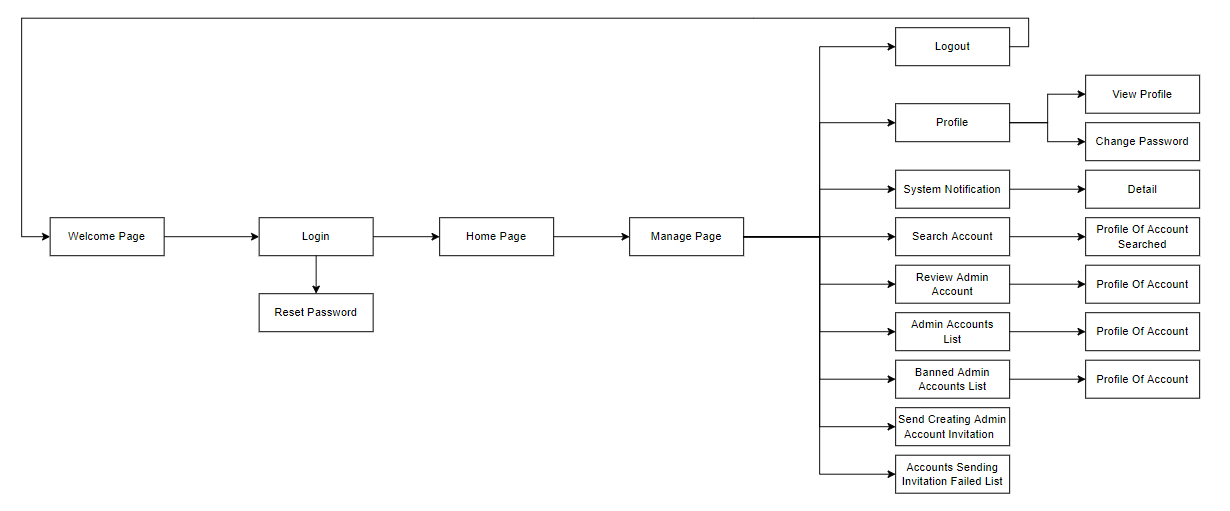 Logout
View Profile
Profile
Change Password
System Notification
Detail
Welcome Page
Login
Home Page
Manage Page
Search Account
Profile Of Account
Searched
Reset Password
Review Admin
Account
Profile Of Account
Admin Accounts
List
Profile Of Account
Banned Admin
Accounts List
Profile Of Account
Send Creating Admin
Account Invitation
Accounts Sending
Invitation Failed List